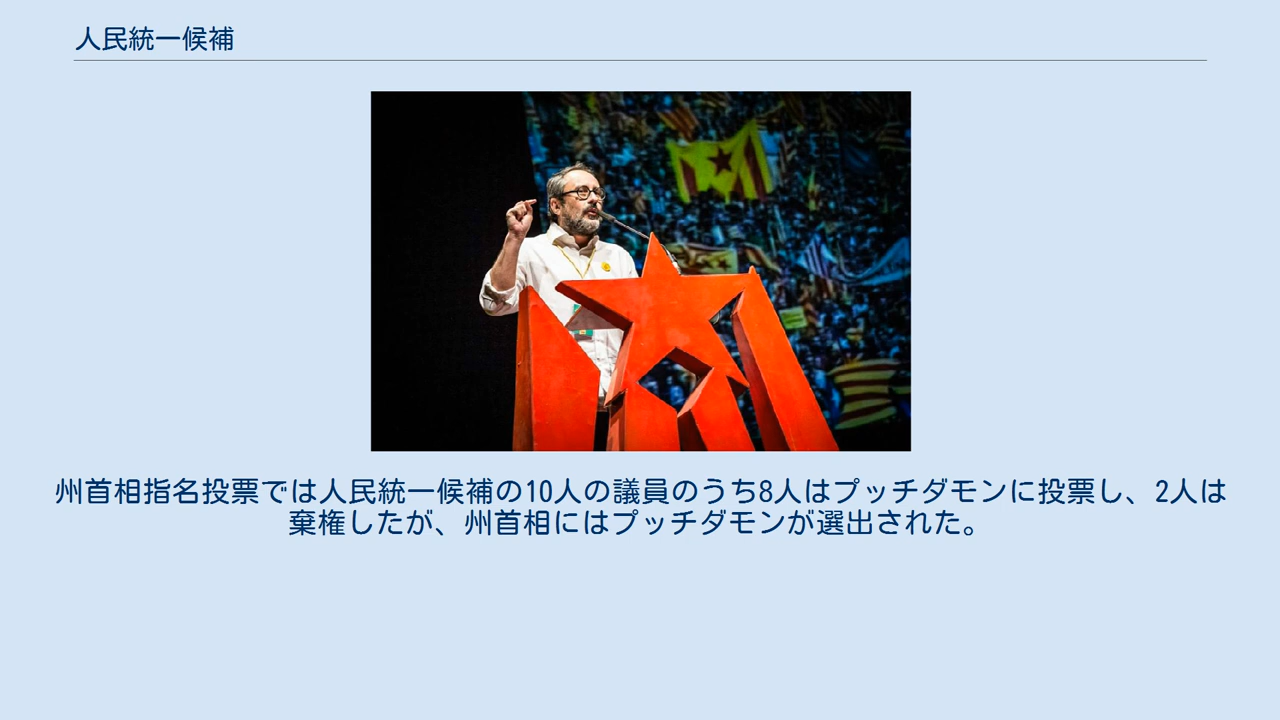 人民統一候補
州首相指名投票では人民統一候補の10人の議員のうち8人はプッチダモンに投票し、2人は
棄権したが、州首相にはプッチダモンが選出された。